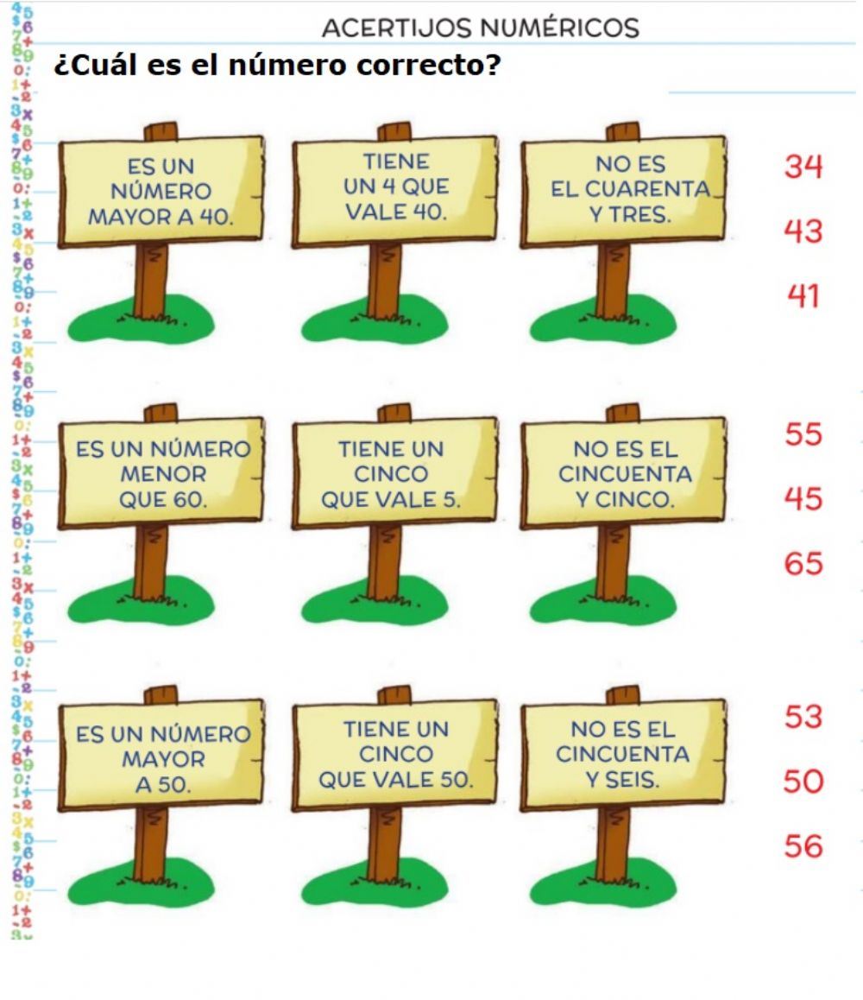 ACERTIJOS NUMÉRICOS
¿Cuál es el número correcto?
ES UN
NÚMERO
MAYOR A 40.
TIENE
UN 4 QUE
VALE 40.
NO ES
EL CUARENTA
Y TRES.
34
43
41
ES UN NÚMERO
MENOR
QUE 60.
TIENE UN
CINCO
QUE VALE 5.
NO ES EL
CINCUENTA
Y CINCO.
55
45
65
ES UN NÚMERO
MAYOR
A 50.
TIENE UN
CINCO
QUE VALE 50.
NO ES EL
CINCUENTA
Y SEIS.
53
50
56